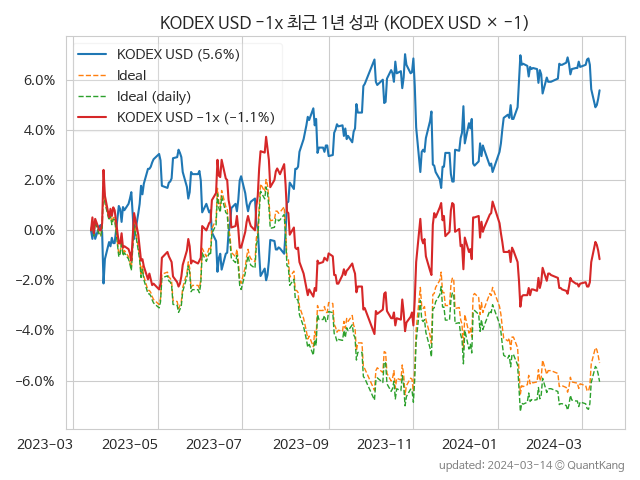 KODEX USD −1x 최근 1년 성과 (KODEX USD × −1)
KODEX USD (5.6%)
Ideal
Ideal (daily)
KODEX USD −1x (−1.1%)
6.0%
4.0%
2.0%
0.0%
−2.0%
−4.0%
−6.0%
2023-03 2023-05 2023-07 2023-09 2023-11 2024-01 2024-03
updated: 2024-03-14 ⓒ QuantKang